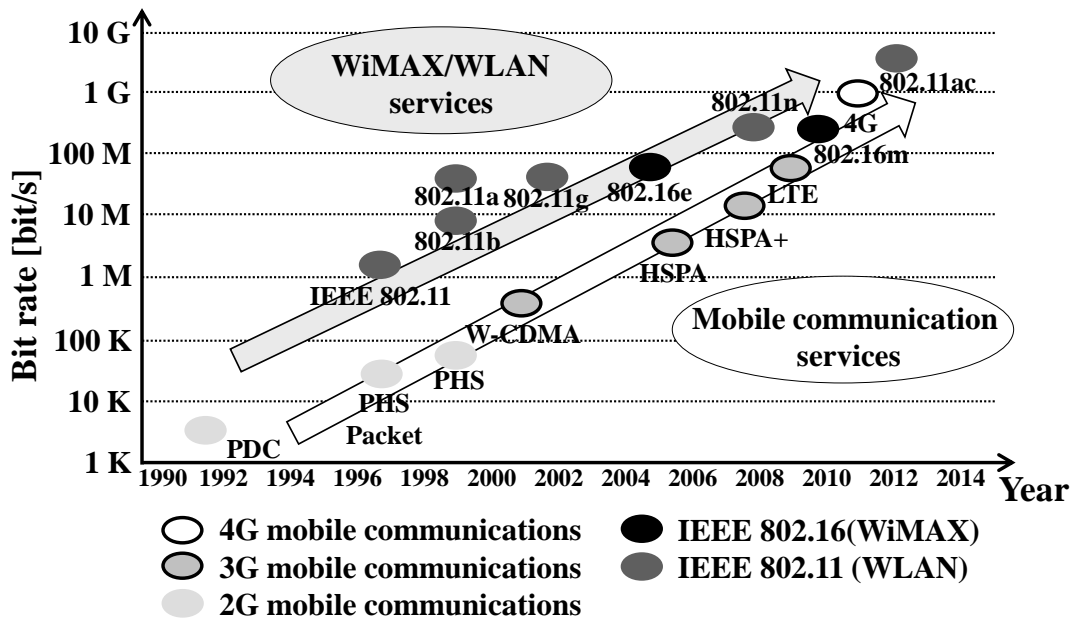 10 G
1 G
100 M
10 M
1 M
100 K
10 K
1 K
Bit rate [bit/s]
WiMAX/WLAN
services
802.11ac
802.11n
4G
802.16m
802.11a
802.11g
802.16e
LTE
802.11b
HSPA+
IEEE 802.11
HSPA
W-CDMA
Mobile communication
services
PHS
PHS
Packet
PDC
1990 1992 1994 1996 1998 2000 2002 2004 2006 2008 2010 2012 2014
Year
4G mobile communications
3G mobile communications
2G mobile communications
IEEE 802.16(WiMAX)
IEEE 802.11 (WLAN)